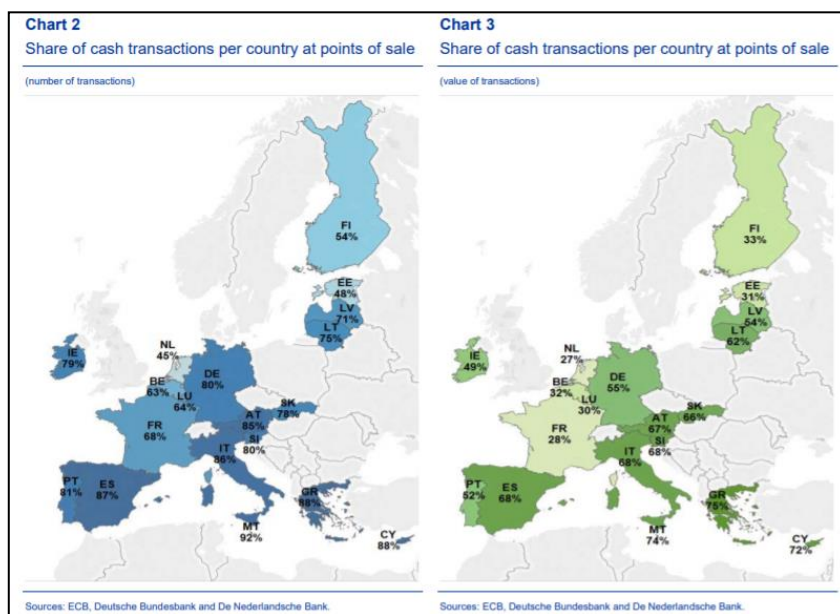 Chart 2
Share of cash transactions per country at points of sale
(number of transactions)
FI
54%
EE
48%
LV
71%
LT
75%
IE
79%
NL
45%
DE
80%
BE
63%
LU
64%
SK
78%
AT
85%
FR
68%
SI
80%
IT
86%
PT
81%
ES
87%
GR
88%
MT
92%
CY
88%
Sources: ECB, Deutsche Bundesbank and De Nederlandsche Bank.
Chart 3
Share of cash transactions per country at points of sale
(value of transactions)
FI
33%
EE
31%
LV
54%
LT
62%
IE
49%
NL
27%
DE
55%
BE
32%
LU
30%
SK
66%
AT
67%
FR
28%
SI
68%
IT
68%
PT
52%
ES
68%
GR
75%
MT
74%
CY
72%
Sources: ECB, Deutsche Bundesbank and De Nederlandsche Bank.